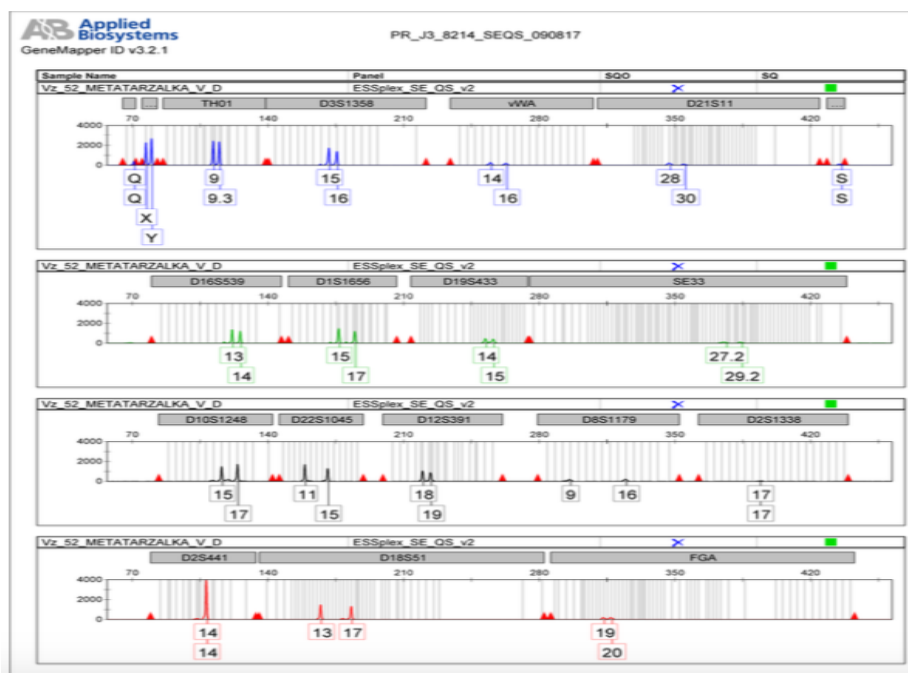 AB Applied
Biosystems
GeneMapper ID v3.2.1
PR_J3_8214_SEQS_090817
Sample Name Panel SQO SQ
Vz_52_METATARZALKA_V_D ESSplex_SE_QS_v2
... TH01 D3S1358 vWA D21S11 ...
70 140 210 280 350 420
4000
2000
0
Q 9 15 14 28 S
Q 9.3 16 16 30 S
X
Y
Vz_52_METATARZALKA_V_D ESSplex_SE_QS_v2
D16S539 D1S1656 D19S433 SE33
70 140 210 280 350 420
4000
2000
0
13 15 14 27.2
14 17 15 29.2
Vz_52_METATARZALKA_V_D ESSplex_SE_QS_v2
D10S1248 D22S1045 D12S391 D8S1179 D2S1338
70 140 210 280 350 420
4000
2000
0
15 11 18 9 16 17
17 15 19 17
Vz_52_METATARZALKA_V_D ESSplex_SE_QS_v2
D2S441 D18S51 FGA
70 140 210 280 350 420
4000
2000
0
14 13 17 19
14 20